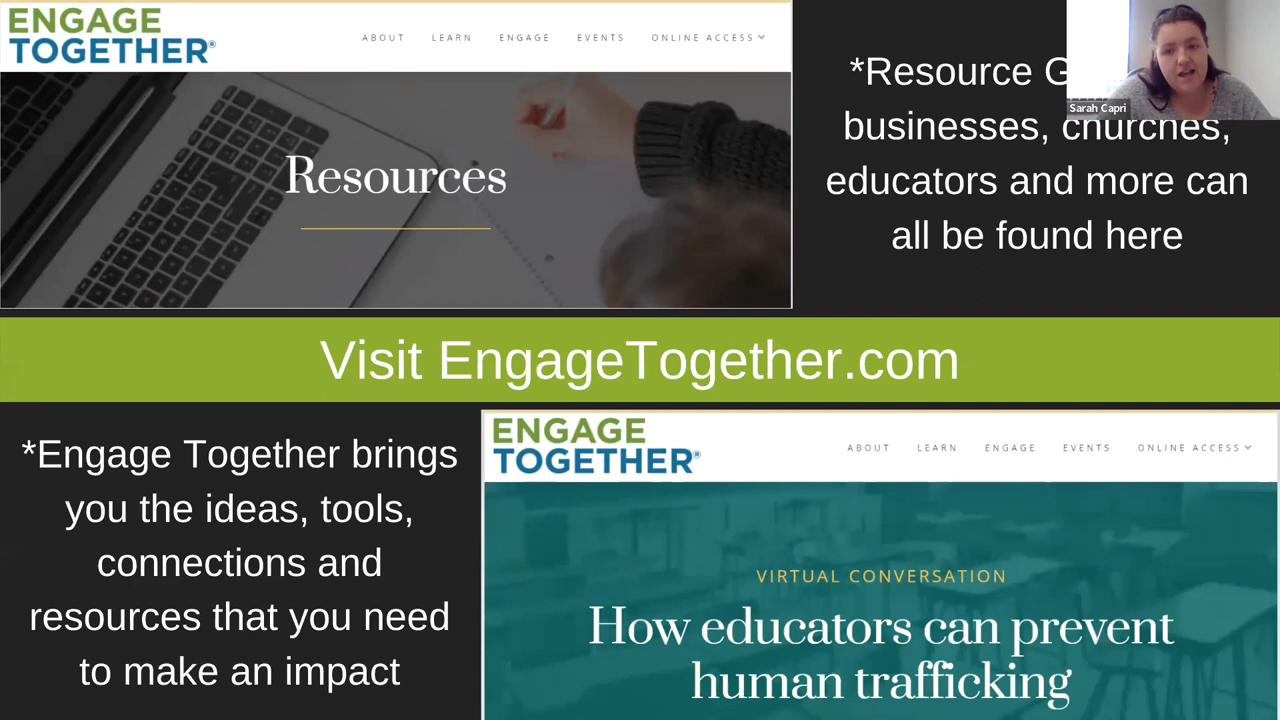 ENGAGE
TOGETHER®
ABOUT LEARN ENGAGE EVENTS ONLINE ACCESS
Resources
*Resource
businesses, churches,
educators and more can
all be found here
Sarah Capri
Visit EngageTogether.com
*Engage Together brings
you the ideas, tools,
connections and
resources that you need
to make an impact
ENGAGE
TOGETHER®
ABOUT LEARN ENGAGE EVENTS ONLINE ACCESS
VIRTUAL CONVERSATION
How educators can prevent
human trafficking